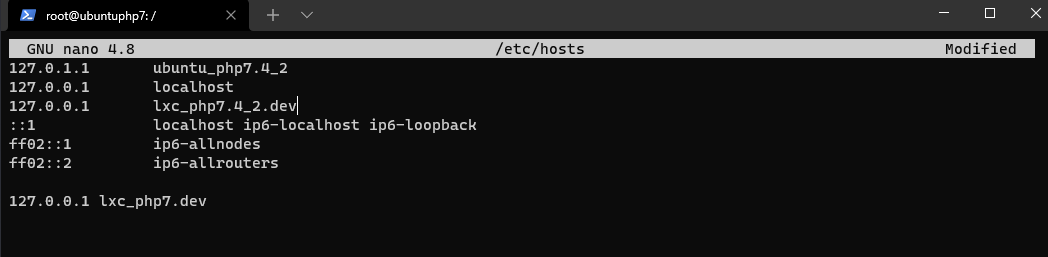 root@ubuntuphp7: /
GNU nano 4.8 /etc/hosts Modified
127.0.1.1 ubuntu_php7.4_2
127.0.0.1 localhost
127.0.0.1 lxc_php7.4_2.dev
::1 localhost ip6-localhost ip6-loopback
ff02::1 ip6-allnodes
ff02::2 ip6-allrouters
127.0.0.1 lxc_php7.dev